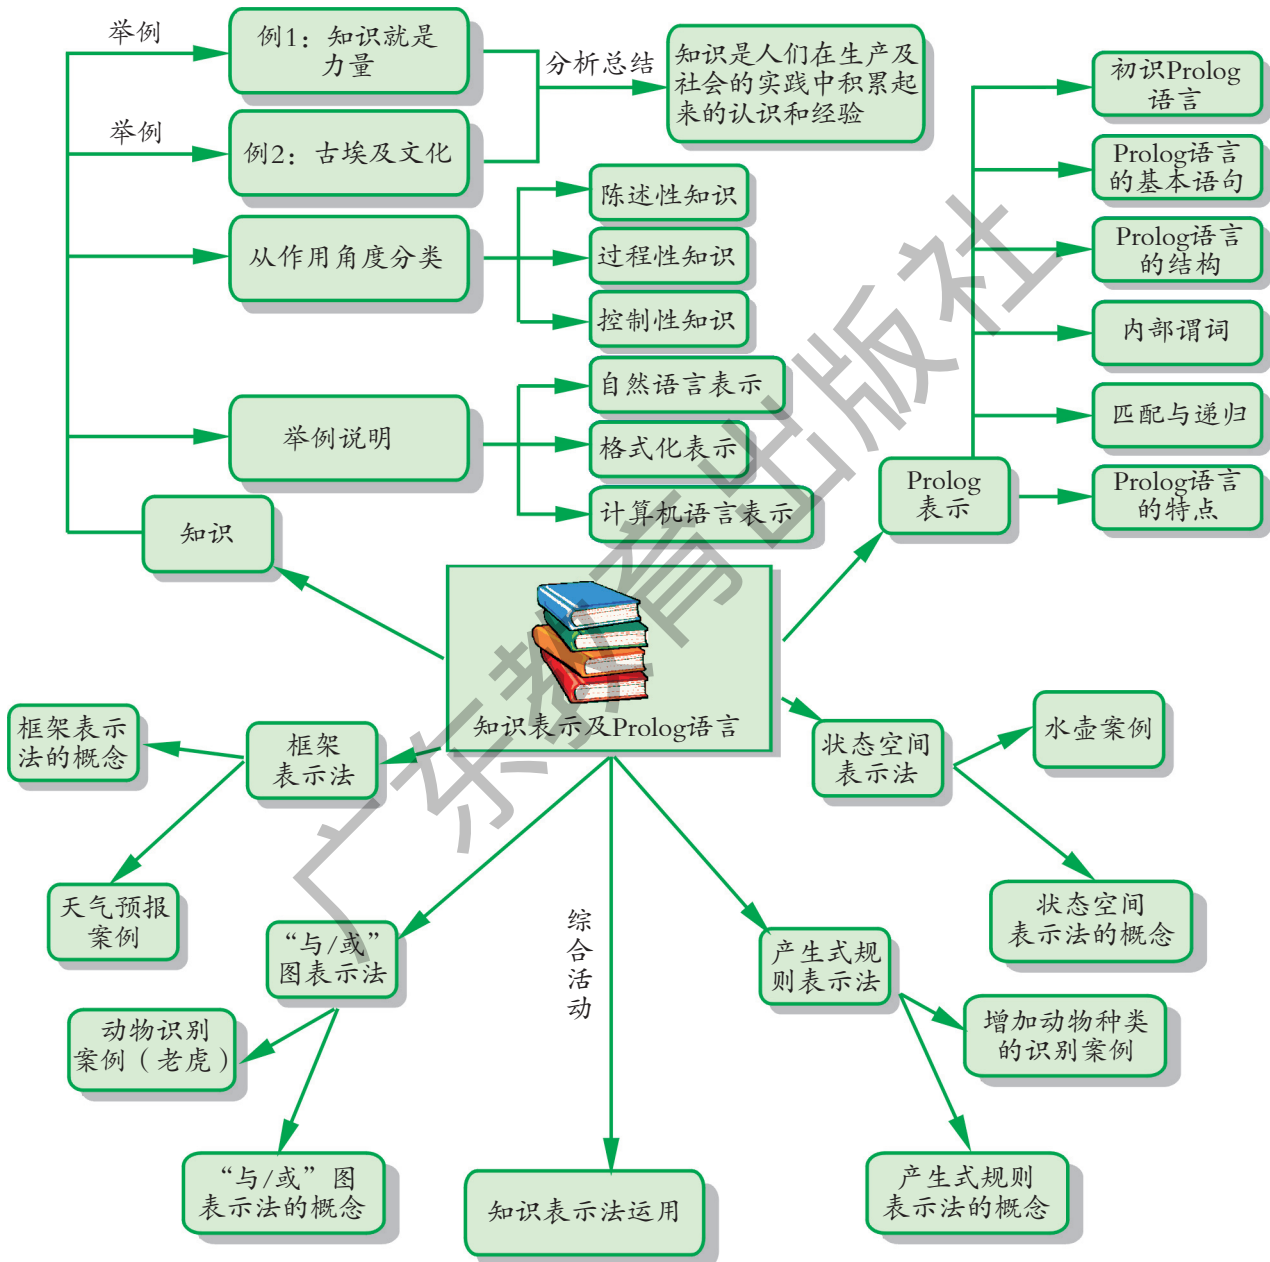 举例
例1：知识就是
力量
分析总结
知识是人们在生产及
社会的实践中积累起
来的认识和经验
举例
例2：古埃及文化
从作用角度分类
陈述性知识
过程性知识
控制性知识
举例说明
自然语言表示
格式化表示
计算机语言表示
知识
初识Prolog
语言
Prolog语言
的基本语句
Prolog语言
的结构
内部谓词
匹配与递归
Prolog语言
的特点
Prolog
表示
知识表示及Prolog语言
框架表示
法的概念
框架
表示法
天气预报
案例
“与/或”
图表示法
动物识别
案例（老虎）
“与/或”图
表示法的概念
综
合
活
动
知识表示法运用
状态空间
表示法
水壶案例
状态空间
表示法的概念
产生式规
则表示法
增加动物种类
的识别案例
产生式规则
表示法的概念
广东教育出版社